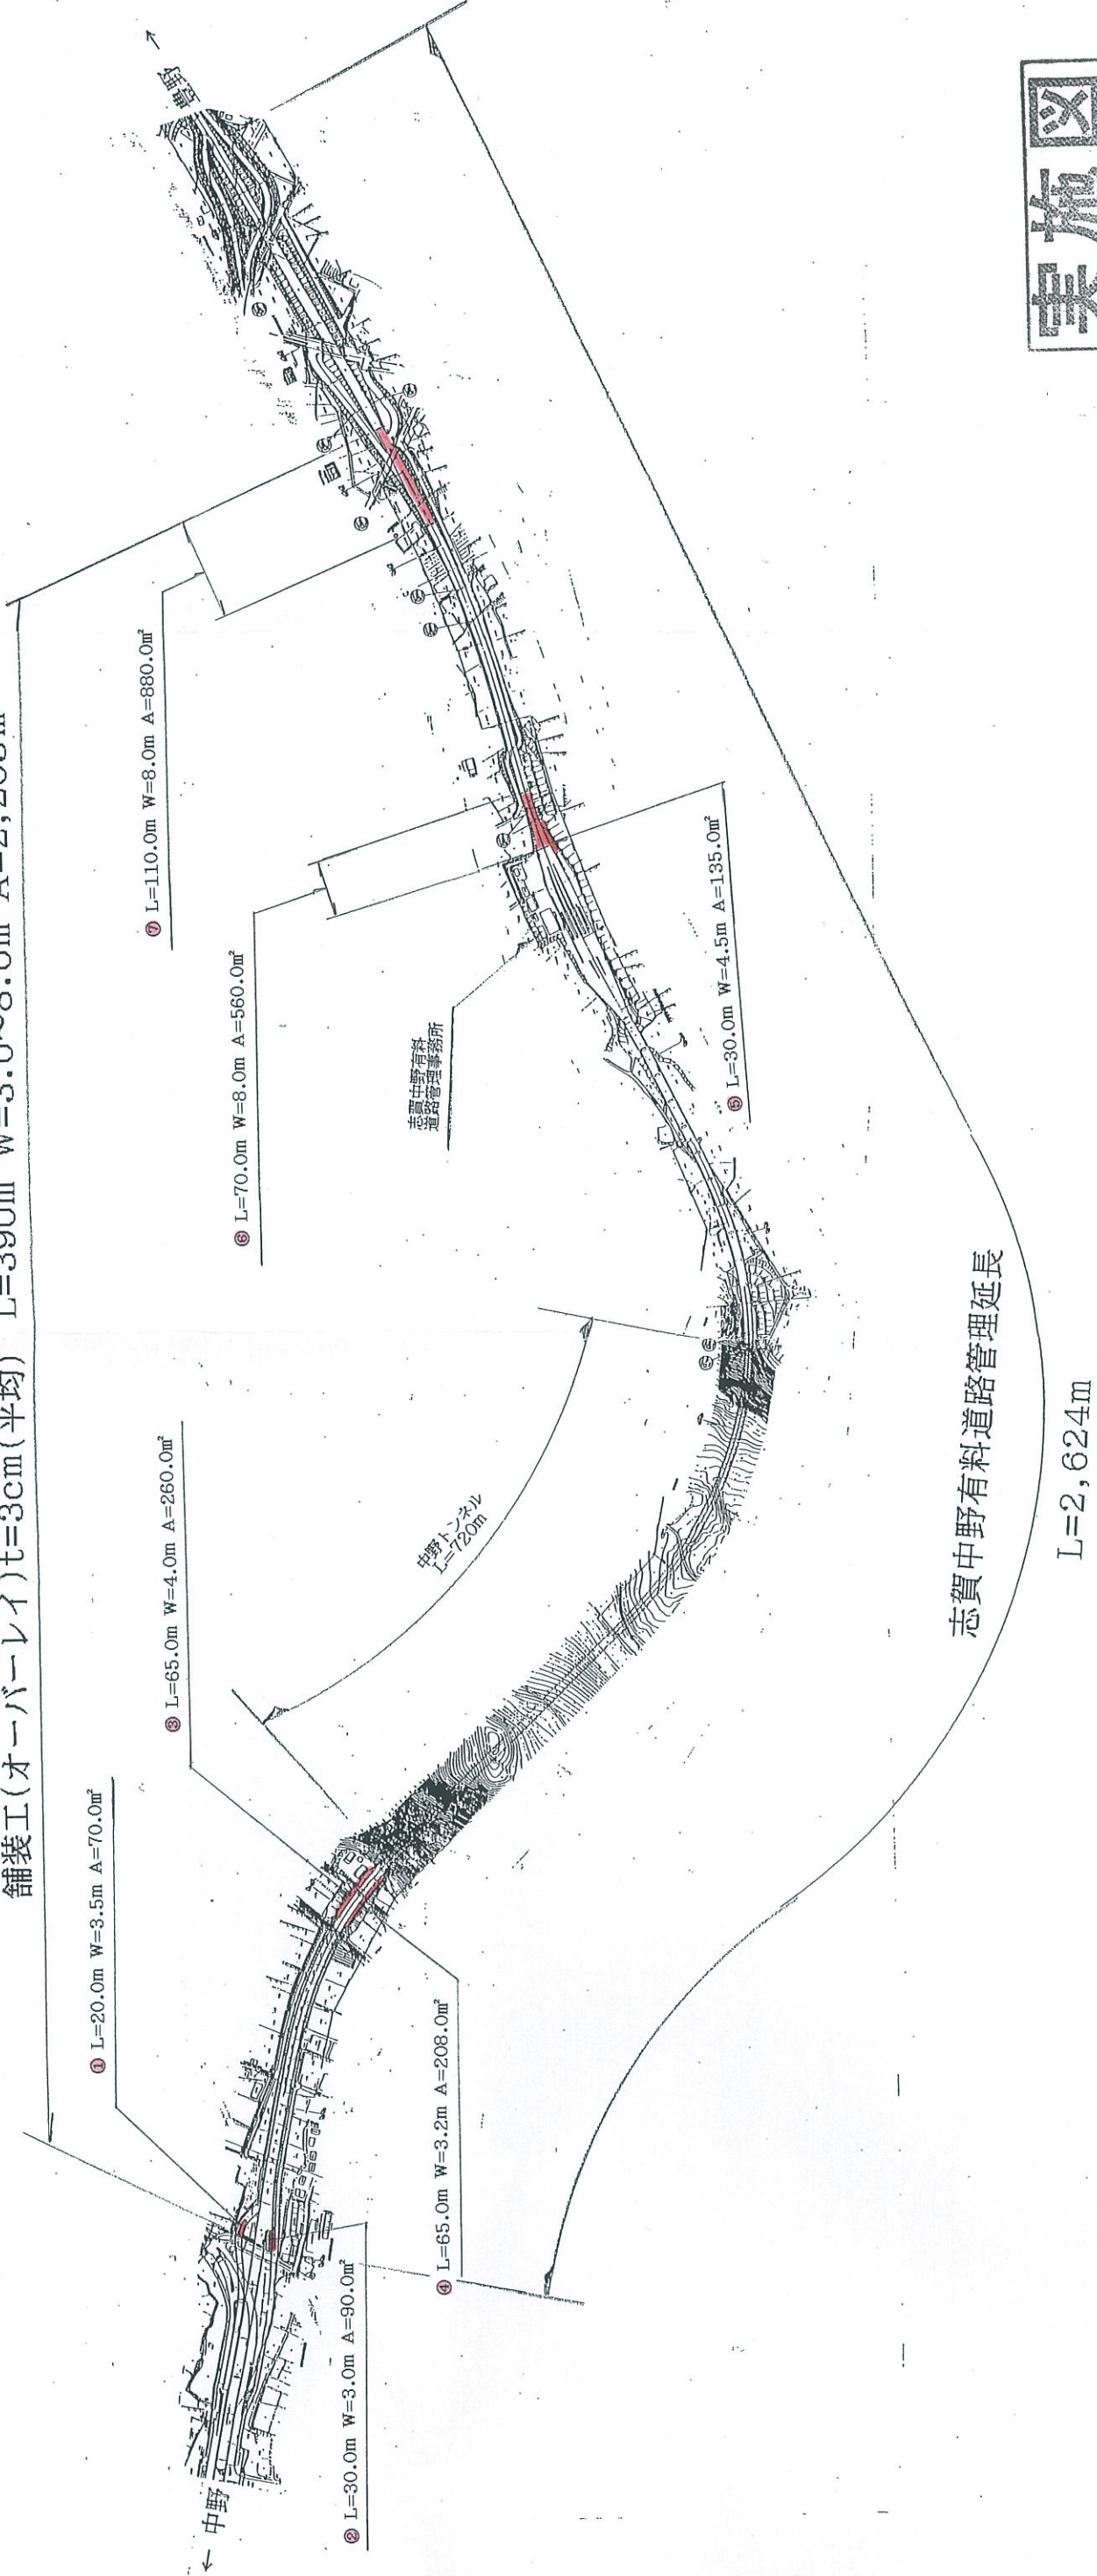 舗装工(オーバーレイ)t=3cm(平均) L=390m W=3.0~8.0m
① L=20.0m W=3.5m A=70.0㎡
② L=30.0m W=3.0m A=90.0㎡
③ L=65.0m W=4.0m A=260.0㎡
④ L=65.0m W=3.2m A=208.0㎡
⑤ L=30.0m W=4.5m A=135.0㎡
⑥ L=70.0m W=8.0m A=560.0㎡
⑦ L=110.0m W=8.0m A=880.0㎡
← 中野
中野トンネル
L=720m
志賀中野有料
道路管理事務所
志賀中野有料道路管理延長
L=2,624m
実施図